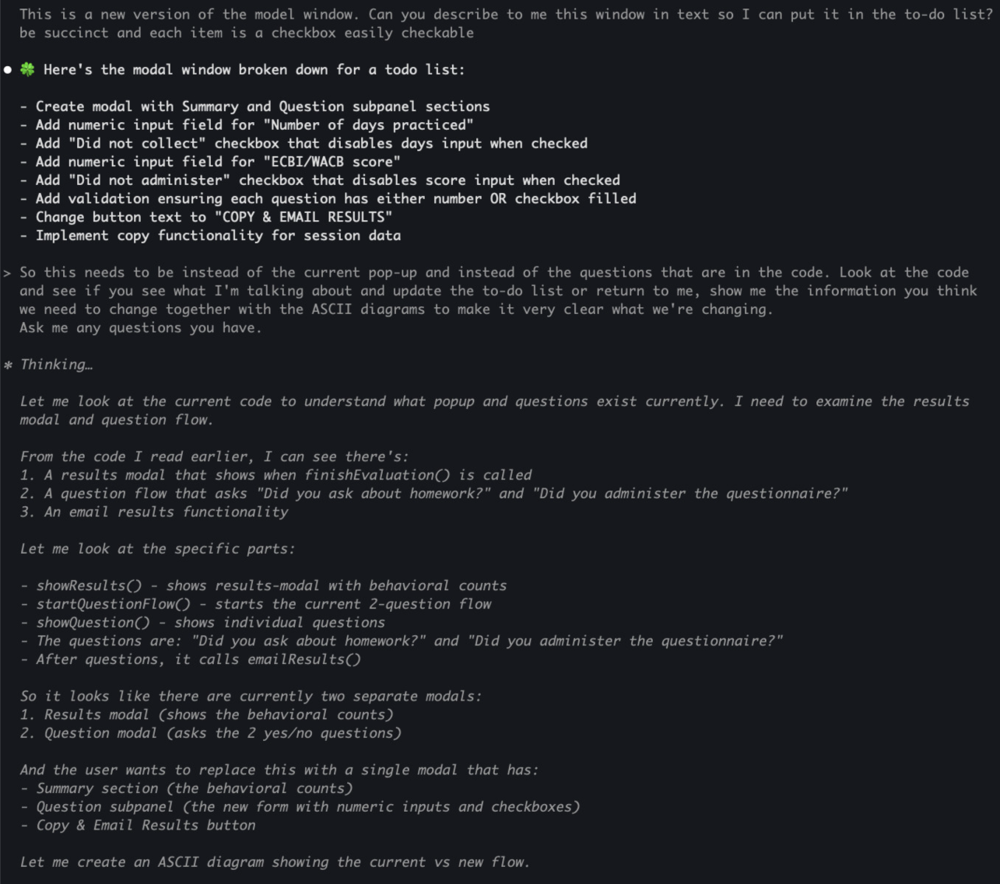 This is a new version of the model window. Can you describe to me this window in text so I can put it in the to-do list?
be succinct and each item is a checkbox easily checkable
● 🍀 Here's the modal window broken down for a todo list:
- Create modal with Summary and Question subpanel sections
- Add numeric input field for "Number of days practiced"
- Add "Did not collect" checkbox that disables days input when checked
- Add numeric input field for "ECBI/WACB score"
- Add "Did not administer" checkbox that disables score input when checked
- Add validation ensuring each question has either number OR checkbox filled
- Change button text to "COPY & EMAIL RESULTS"
- Implement copy functionality for session data
> So this needs to be instead of the current pop-up and instead of the questions that are in the code. Look at the code
and see if you see what I'm talking about and update the to-do list or return to me, show me the information you think
we need to change together with the ASCII diagrams to make it very clear what we're changing.
Ask me any questions you have.
* Thinking…
Let me look at the current code to understand what popup and questions exist currently. I need to examine the results
modal and question flow.
From the code I read earlier, I can see there's:
1. A results modal that shows when finishEvaluation() is called
2. A question flow that asks "Did you ask about homework?" and "Did you administer the questionnaire?"
3. An email results functionality
Let me look at the specific parts:
- showResults() - shows results-modal with behavioral counts
- startQuestionFlow() - starts the current 2-question flow
- showQuestion() - shows individual questions
- The questions are: "Did you ask about homework?" and "Did you administer the questionnaire?"
- After questions, it calls emailResults()
So it looks like there are currently two separate modals:
1. Results modal (shows the behavioral counts)
2. Question modal (asks the 2 yes/no questions)
And the user wants to replace this with a single modal that has:
- Summary section (the behavioral counts)
- Question subpanel (the new form with numeric inputs and checkboxes)
- Copy & Email Results button
Let me create an ASCII diagram showing the current vs new flow.